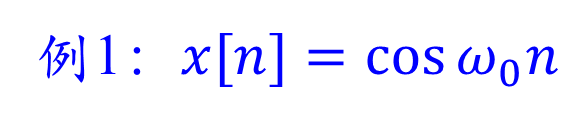 例1：x[n] = cos ω₀n